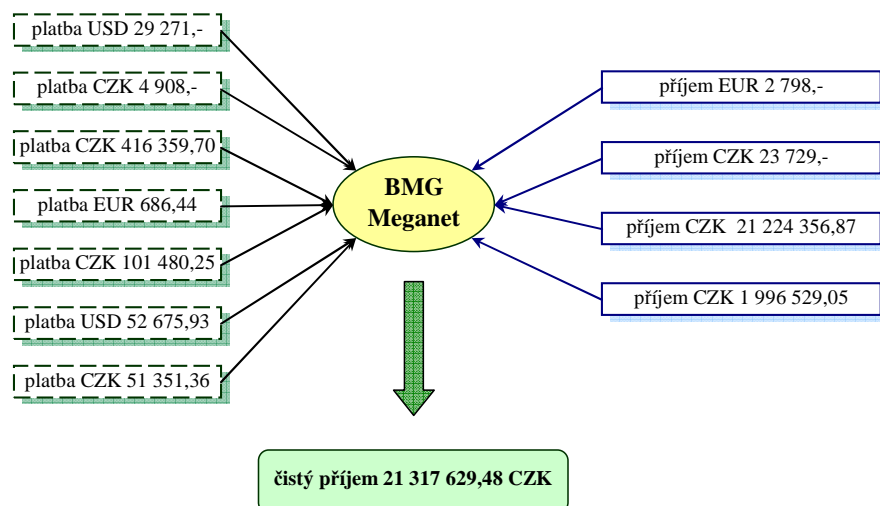 platba USD 29 271,-
platba CZK 4 908,-
platba CZK 416 359,70
platba EUR 686,44
platba CZK 101 480,25
platba USD 52 675,93
platba CZK 51 351,36
BMG
Meganet
příjem EUR 2 798,-
příjem CZK 23 729,-
příjem CZK  21 224 356,87
příjem CZK 1 996 529,05
čistý příjem 21 317 629,48 CZK